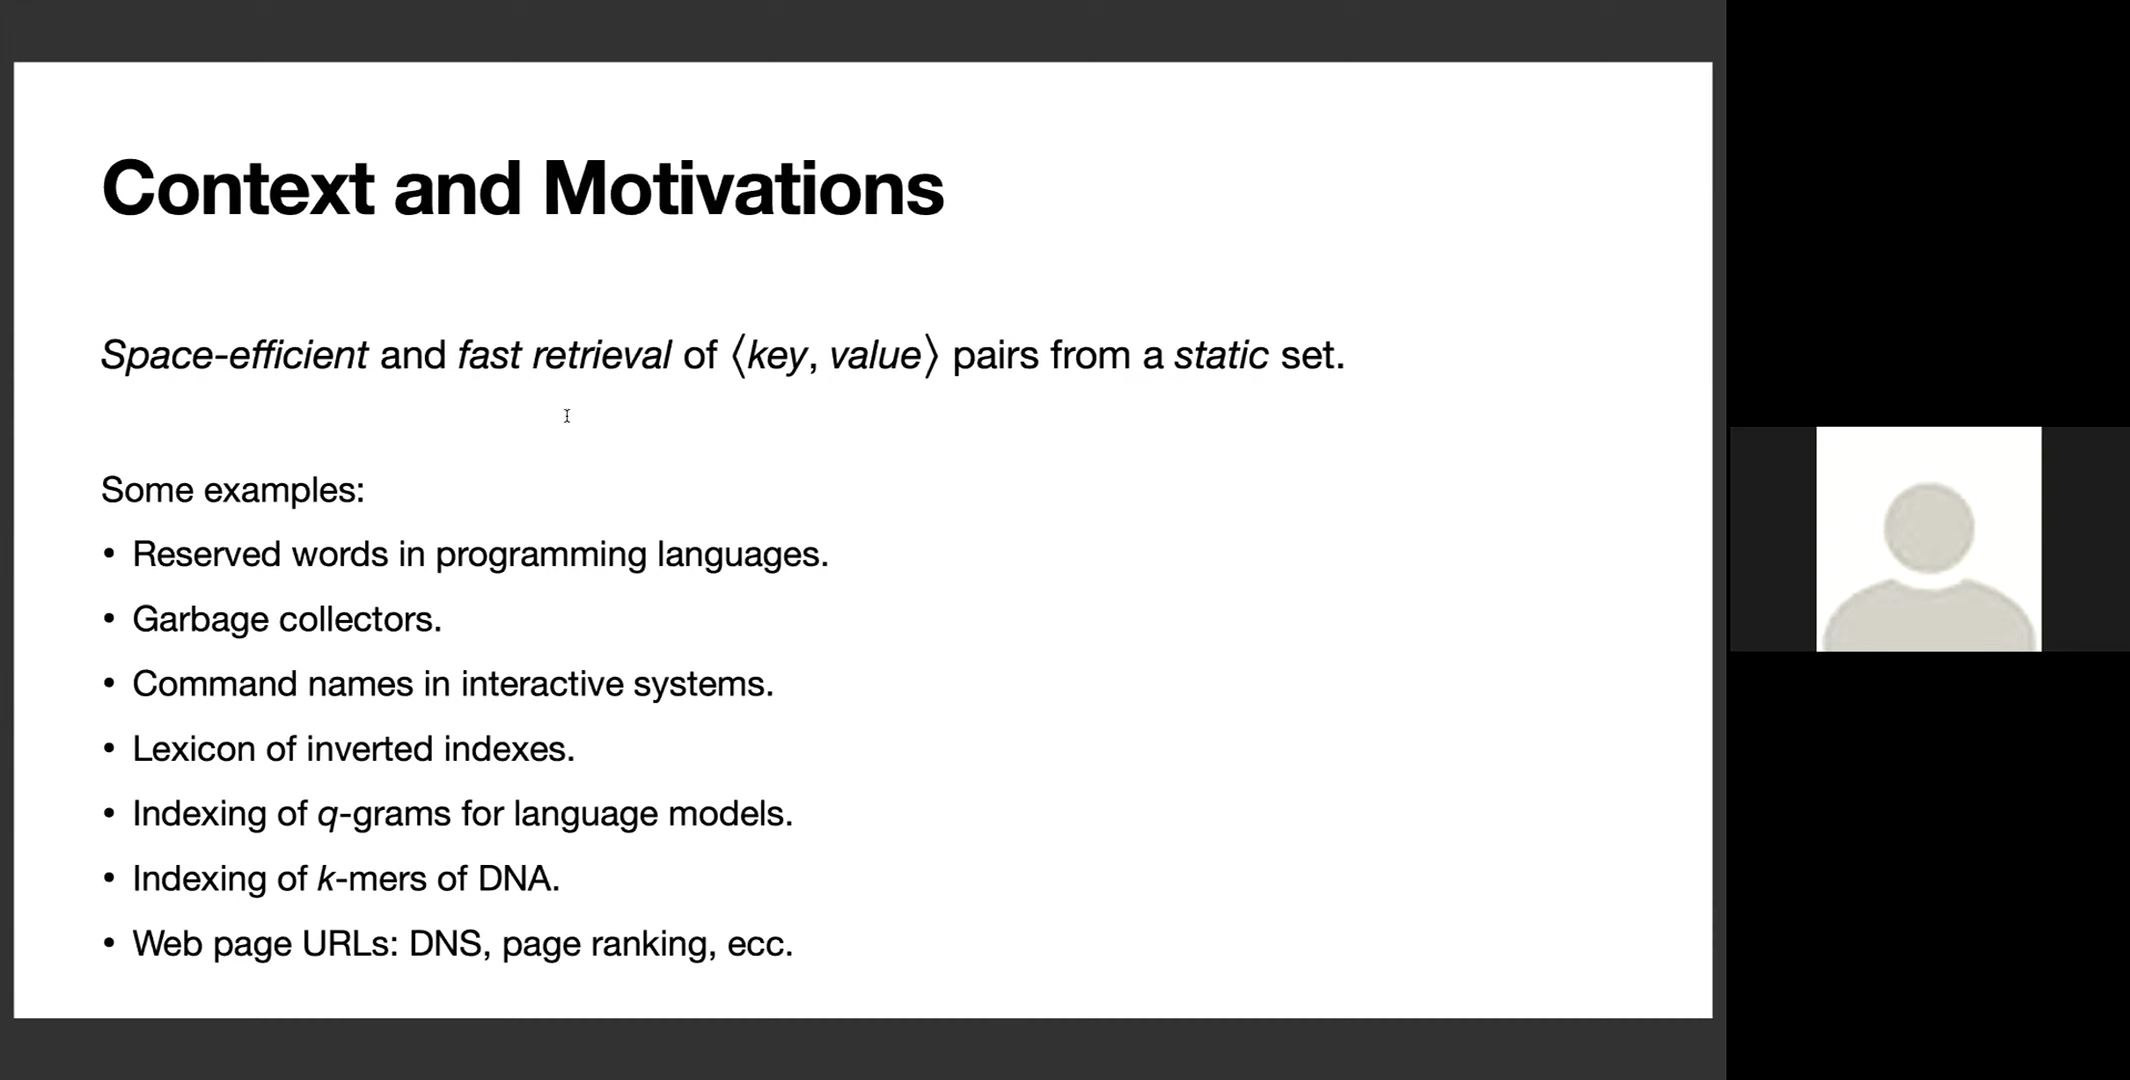 Context and Motivations
Space-efficient and fast retrieval of ⟨key, value⟩ pairs from a static set.
Some examples:
• Reserved words in programming languages.
• Garbage collectors.
• Command names in interactive systems.
• Lexicon of inverted indexes.
• Indexing of q-grams for language models.
• Indexing of k-mers of DNA.
• Web page URLs: DNS, page ranking, ecc.